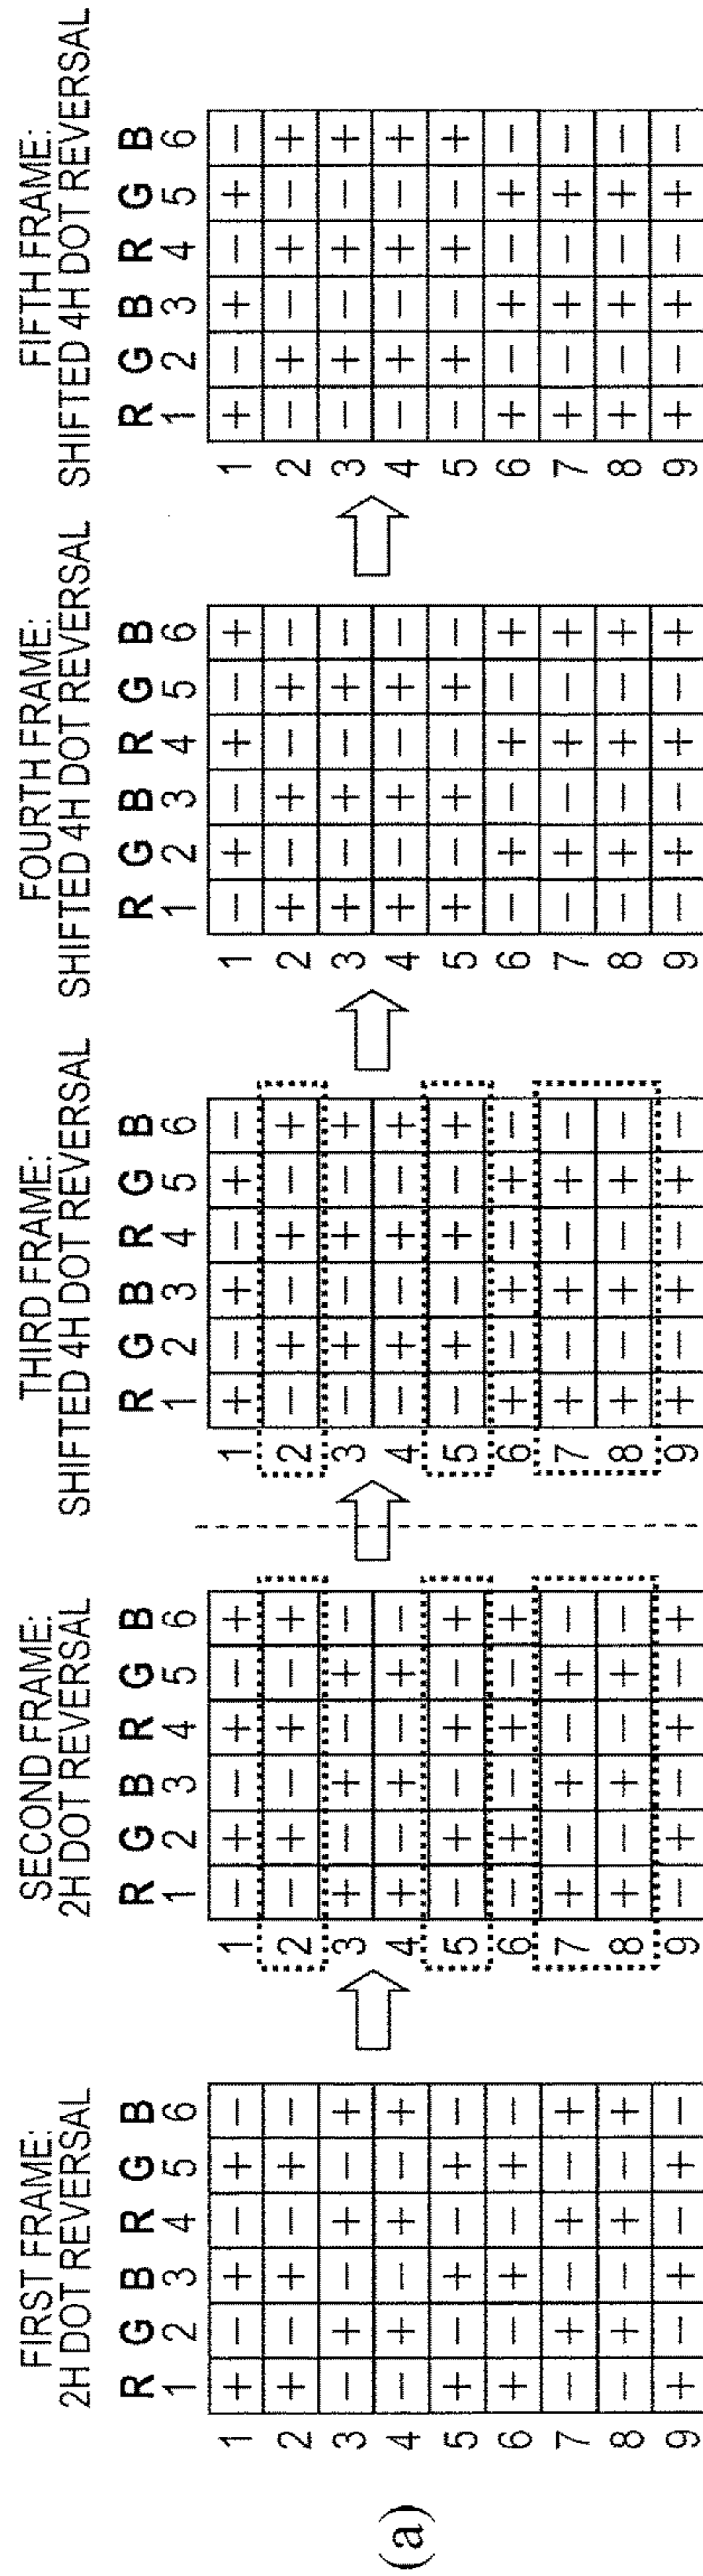 (a)
FIRST FRAME:
2H DOT REVERSAL
R G B R G B
1 2 3 4 5 6
1 + − + − + −
2 + − + − + −
3 − + − + − +
4 − + − + − +
5 + − + − + −
6 + − + − + −
7 − + − + − +
8 − + − + − +
9 + − + − + −
SECOND FRAME:
2H DOT REVERSAL
R G B R G B
1 2 3 4 5 6
1 − + − + − +
2 − + − + − +
3 + − + − + −
4 + − + − + −
5 − + − + − +
6 − + − + − +
7 + − + − + −
8 + − + − + −
9 − + − + − +
THIRD FRAME:
SHIFTED 4H DOT REVERSAL
R G B R G B
1 2 3 4 5 6
1 + − + − + −
2 − + − + − +
3 − + − + − +
4 − + − + − +
5 − + − + − +
6 + − + − + −
7 + − + − + −
8 + − + − + −
9 + − + − + −
FOURTH FRAME:
SHIFTED 4H DOT REVERSAL
R G B R G B
1 2 3 4 5 6
1 − + − + − +
2 + − + − + −
3 + − + − + −
4 + − + − + −
5 + − + − + −
6 − + − + − +
7 − + − + − +
8 − + − + − +
9 − + − + − +
FIFTH FRAME:
SHIFTED 4H DOT REVERSAL
R G B R G B
1 2 3 4 5 6
1 + − + − + −
2 − + − + − +
3 − + − + − +
4 − + − + − +
5 − + − + − +
6 + − + − + −
7 + − + − + −
8 + − + − + −
9 + − + − + −